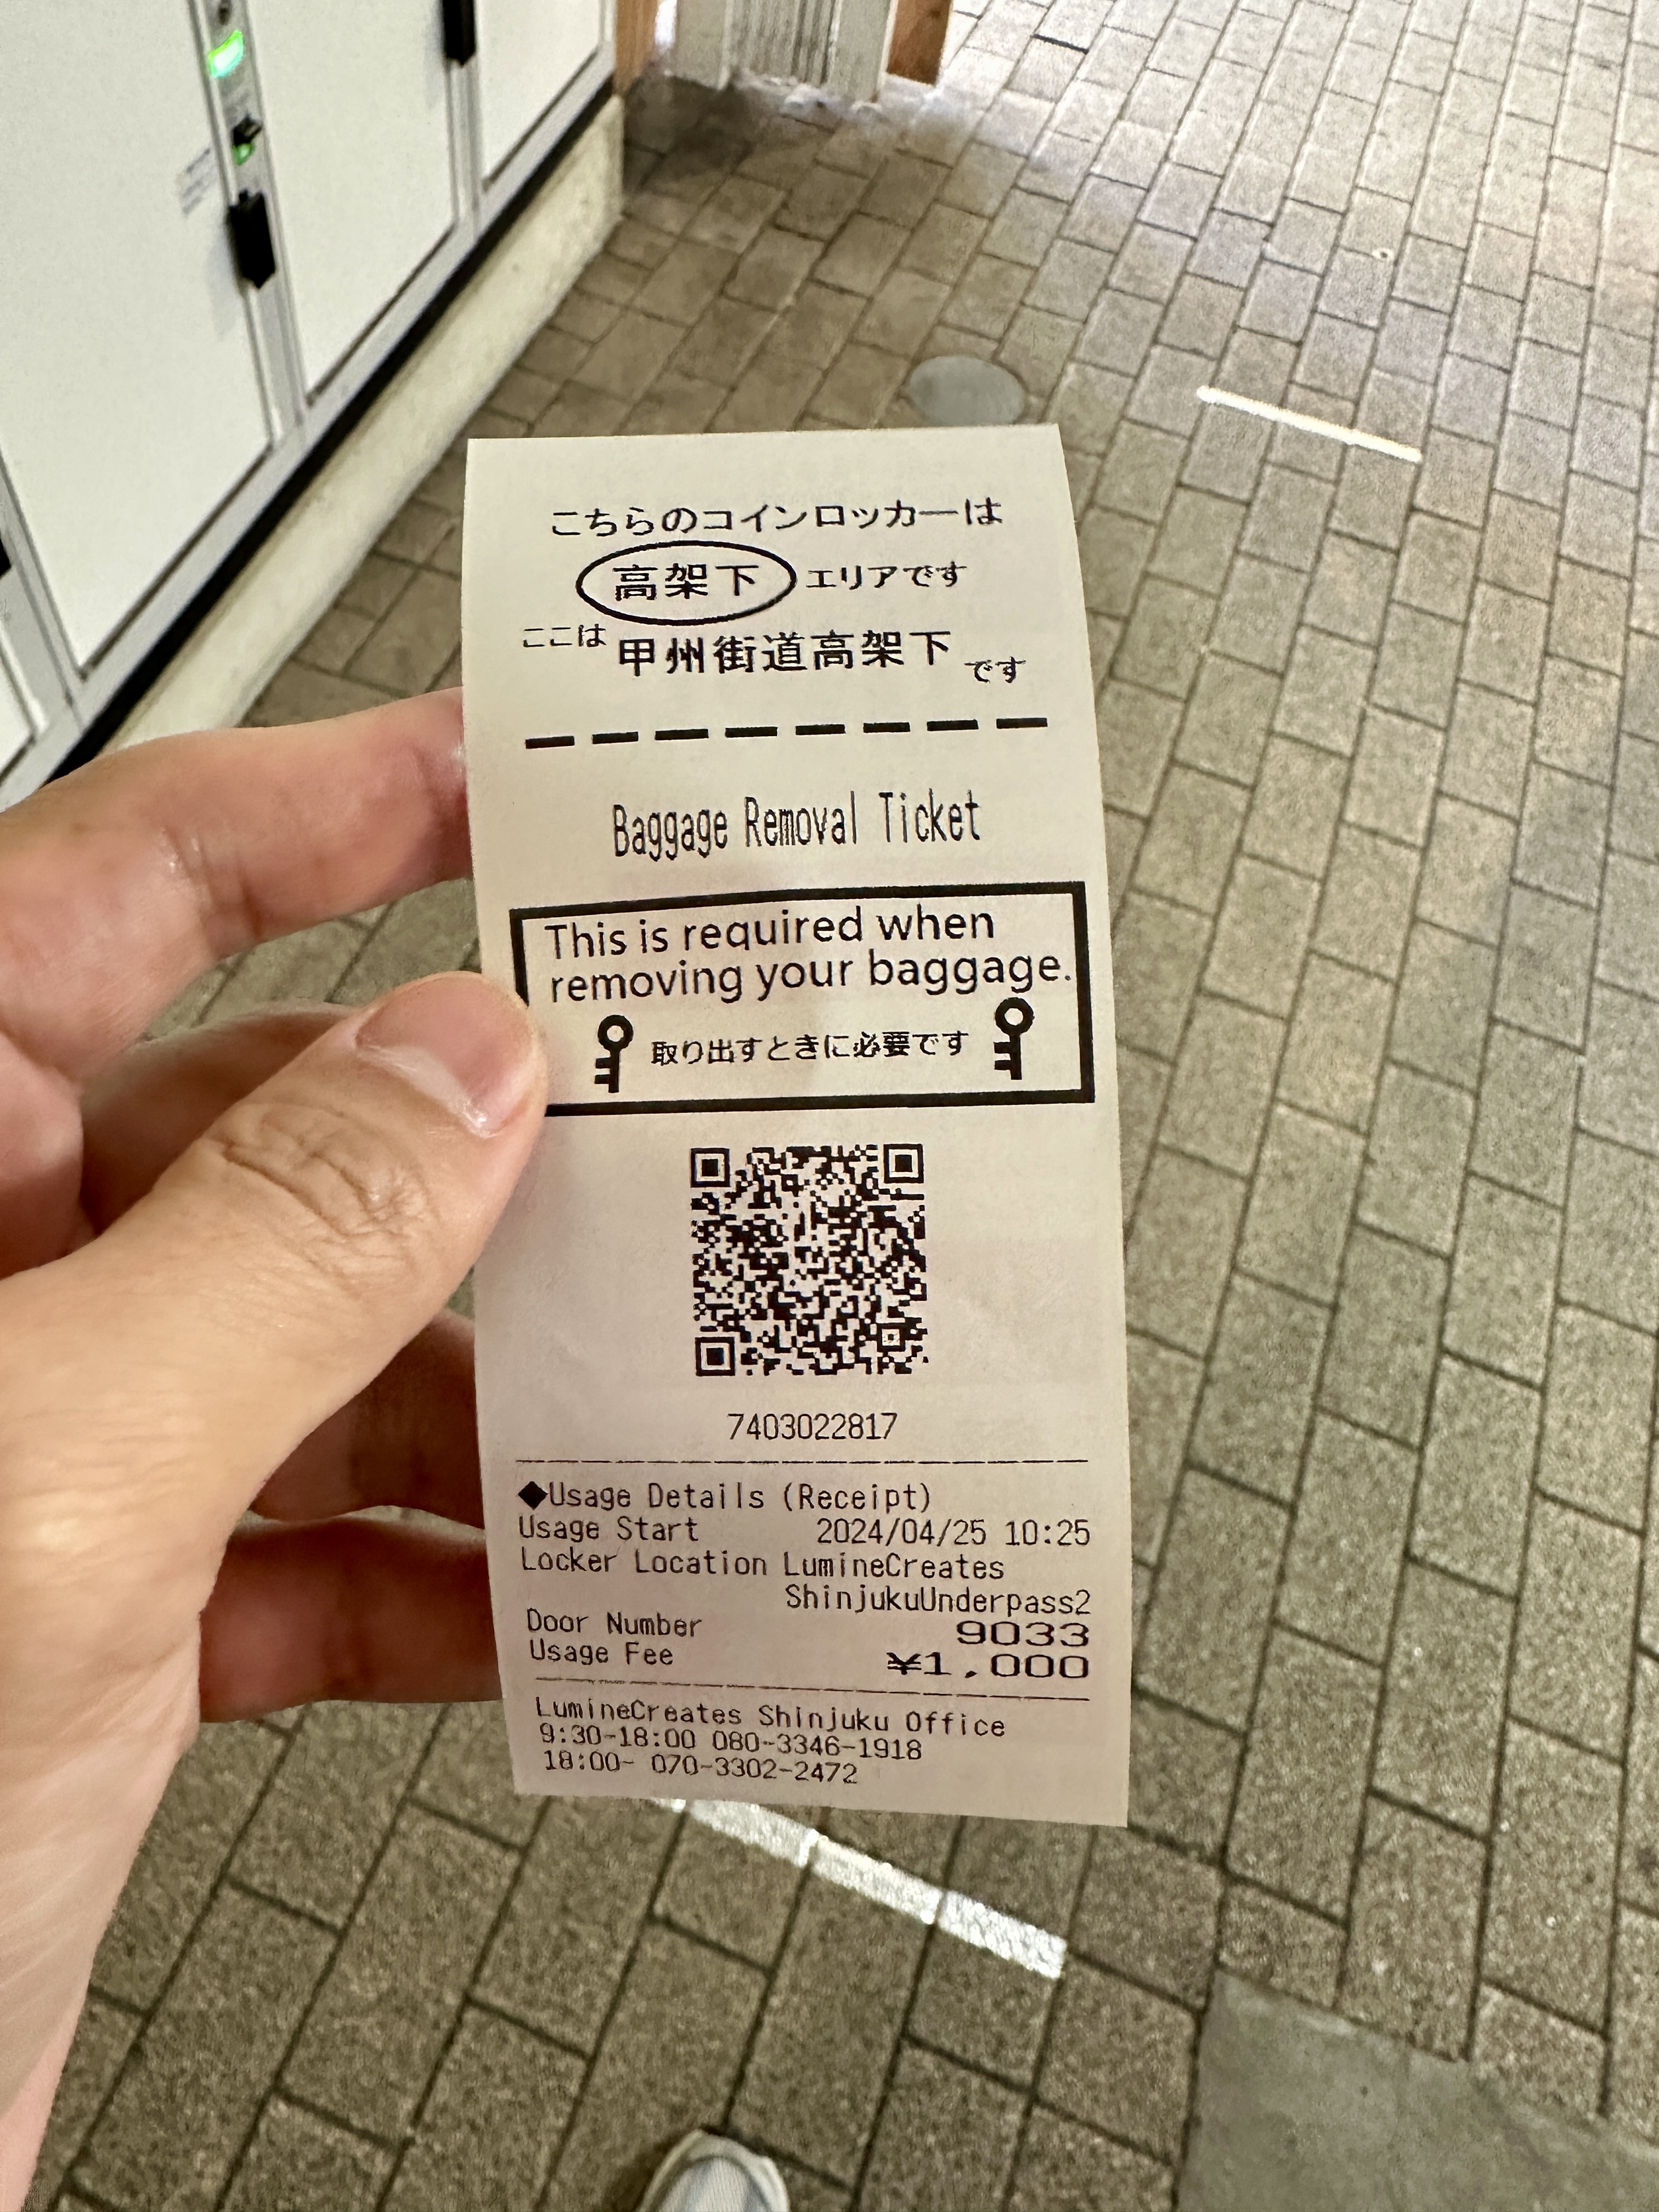 こちらのコインロッカーは
高架下 エリアです
ここは 甲州街道高架下 です
Baggage Removal Ticket
This is required when
removing your baggage.
取り出すときに必要です
7403022817
◆Usage Details (Receipt)
Usage Start 2024/04/25 10:25
Locker Location LumineCreates
ShinjukuUnderpass2
Door Number 9033
Usage Fee ¥1,000
LumineCreates Shinjuku Office
9:30-18:00 080-3346-1918
18:00- 070-3302-2472